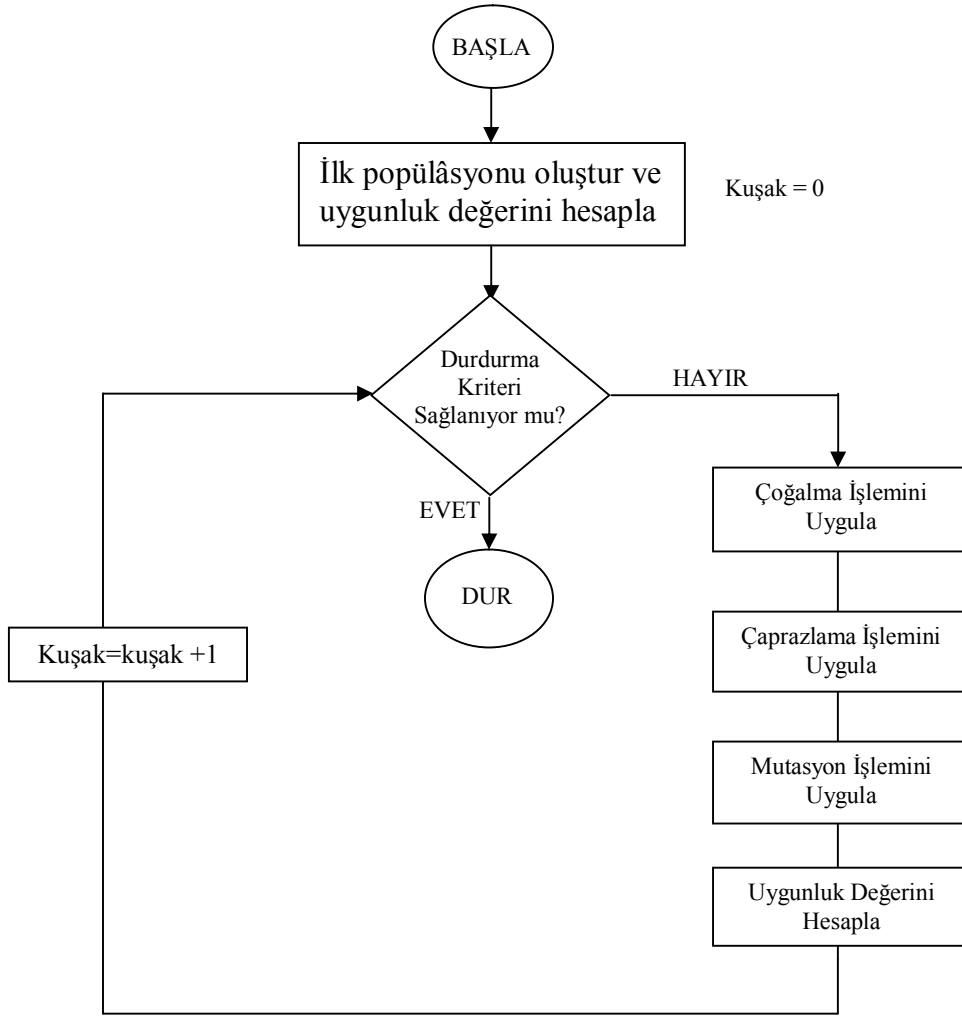 BAŞLA
İlk popülâsyonu oluştur ve
uygunluk değerini hesapla
Kuşak = 0
Durdurma
Kriteri
Sağlanıyor mu?
HAYIR
EVET
DUR
Çoğalma İşlemini
Uygula
Çaprazlama İşlemini
Uygula
Mutasyon İşlemini
Uygula
Uygunluk Değerini
Hesapla
Kuşak=kuşak +1